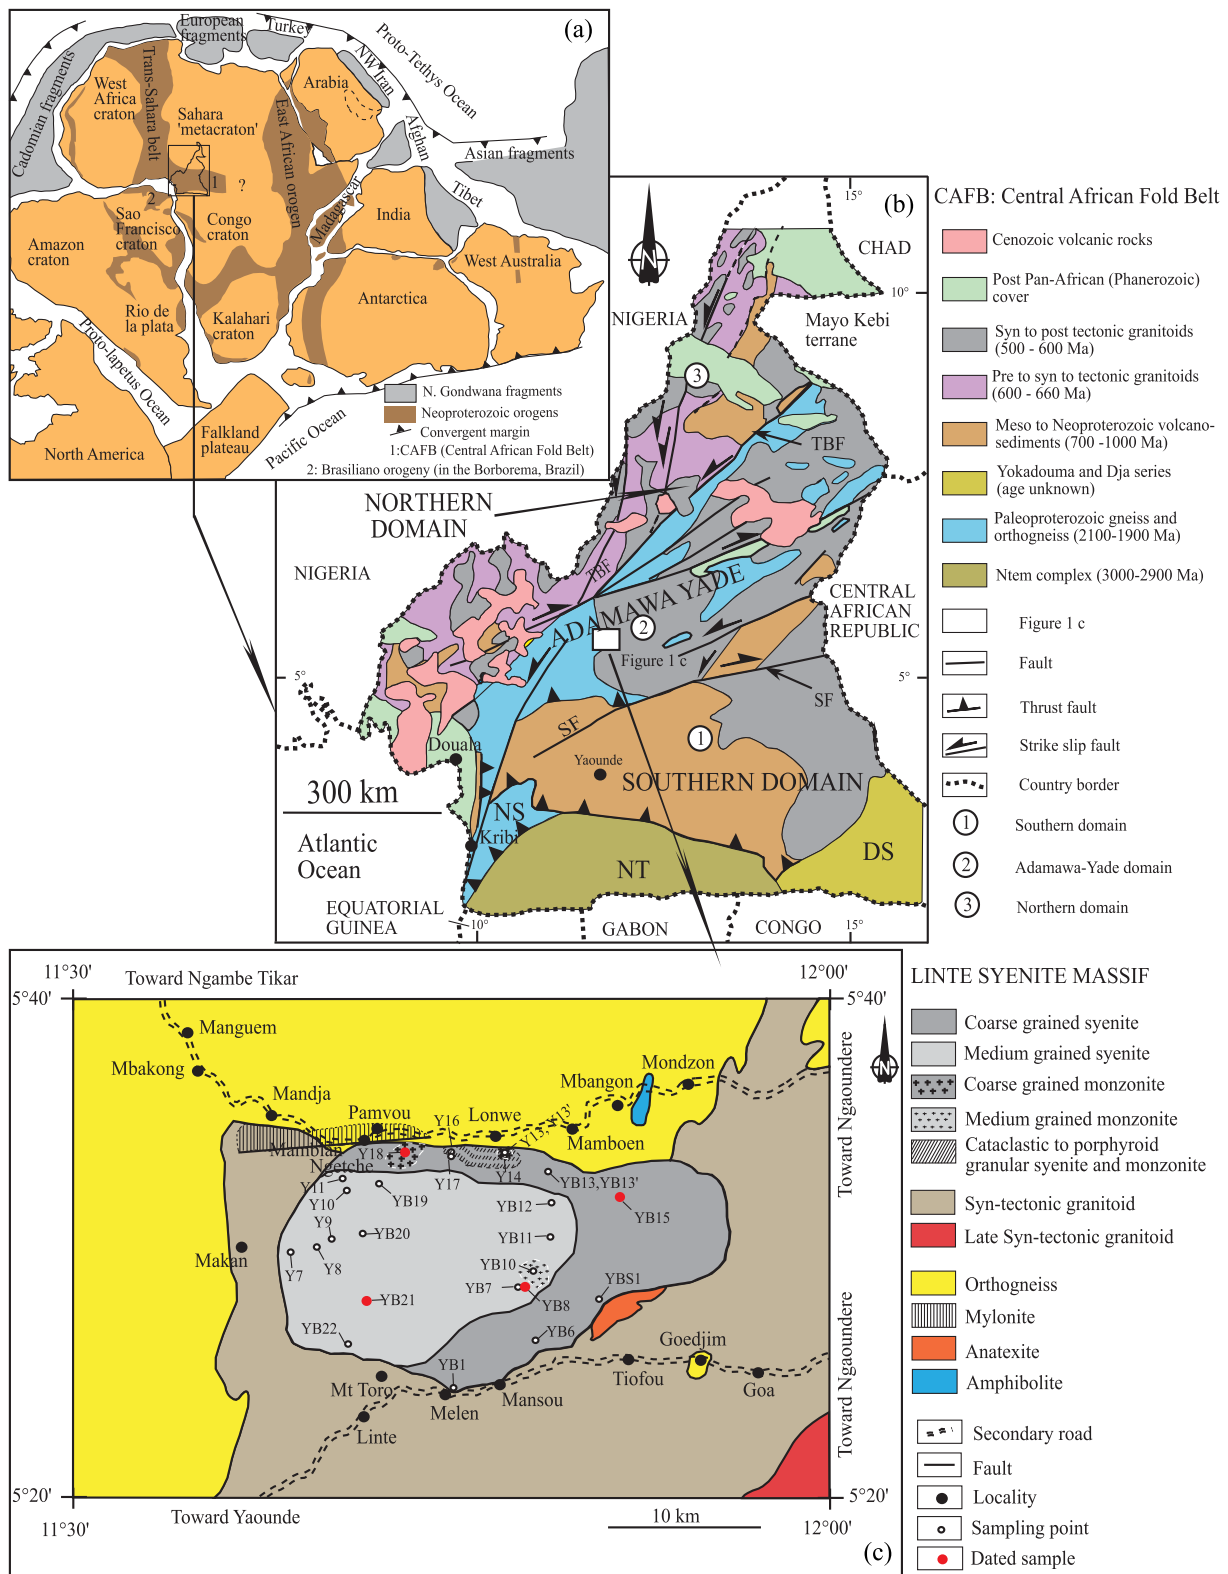 (a)
European
fragments
Turkey
Proto-Tethys Ocean
NW Iran
Cadomian fragments
West
Africa
craton
Trans-Sahara belt
Sahara
'metacraton'
East African orogen
Arabia
Afghan
Asian fragments
Tibet
1
?
2
Madagascar
India
Sao
Francisco
craton
Congo
craton
Amazon
craton
West Australia
Antarctica
Rio de
la plata
Kalahari
craton
Proto-Iapetus Ocean
Falkland
plateau
Pacific Ocean
North America
N. Gondwana fragments
Neoproterozoic orogens
Convergent margin
1:CAFB (Central African Fold Belt)
2: Brasiliano orogeny (in the Borborema, Brazil)
(b)
N
15°
CHAD
10°
NIGERIA
Mayo Kebi
terrane
3
TBF
NORTHERN
DOMAIN
NIGERIA
TBF
ADAMAWA YADE
CENTRAL
AFRICAN
REPUBLIC
2
Figure 1 c
5°
5°
SF
SF
1
Douala
Yaounde
SOUTHERN DOMAIN
300 km
NS
Kribi
Atlantic
Ocean
NT
DS
EQUATORIAL
GUINEA
10°
GABON
CONGO
15°
CAFB: Central African Fold Belt
Cenozoic volcanic rocks
Post Pan-African (Phanerozoic)
cover
Syn to post tectonic granitoids
(500 - 600 Ma)
Pre to syn to tectonic granitoids
(600 - 660 Ma)
Meso to Neoproterozoic volcano-
sediments (700 -1000 Ma)
Yokadouma and Dja series
(age unknown)
Paleoproterozoic gneiss and
orthogneiss (2100-1900 Ma)
Ntem complex (3000-2900 Ma)
Figure 1 c
Fault
Thrust fault
Strike slip fault
Country border
1
Southern domain
2
Adamawa-Yade domain
3
Northern domain
11°30'
Toward Ngambe Tikar
12°00'
5°40'
5°40'
Manguem
Mbakong
Mandja
Pamvou
Y16
Lonwe
Y13, Y13'
Mbangon
Mondzon
Mamboen
Toward Ngaoundere
N
Mambian
Ngetche
Y18
Y17
Y14
Y11
Y10
YB19
YB13,YB13'
YB12
YB15
Y9
YB20
YB11
Makan
Y7
Y8
YB10
YB7
YB8
YBS1
YB21
YB22
YB6
YB1
Goedjim
Mt Toro
Tiofou
Goa
Mansou
Melen
Linte
Toward Ngaoundere
5°20'
5°20'
11°30'
Toward Yaounde
10 km
12°00'
(c)
LINTE SYENITE MASSIF
Coarse grained syenite
Medium grained syenite
Coarse grained monzonite
Medium grained monzonite
Cataclastic to porphyroid
granular syenite and monzonite
Syn-tectonic granitoid
Late Syn-tectonic granitoid
Orthogneiss
Mylonite
Anatexite
Amphibolite
Secondary road
Fault
Locality
Sampling point
Dated sample